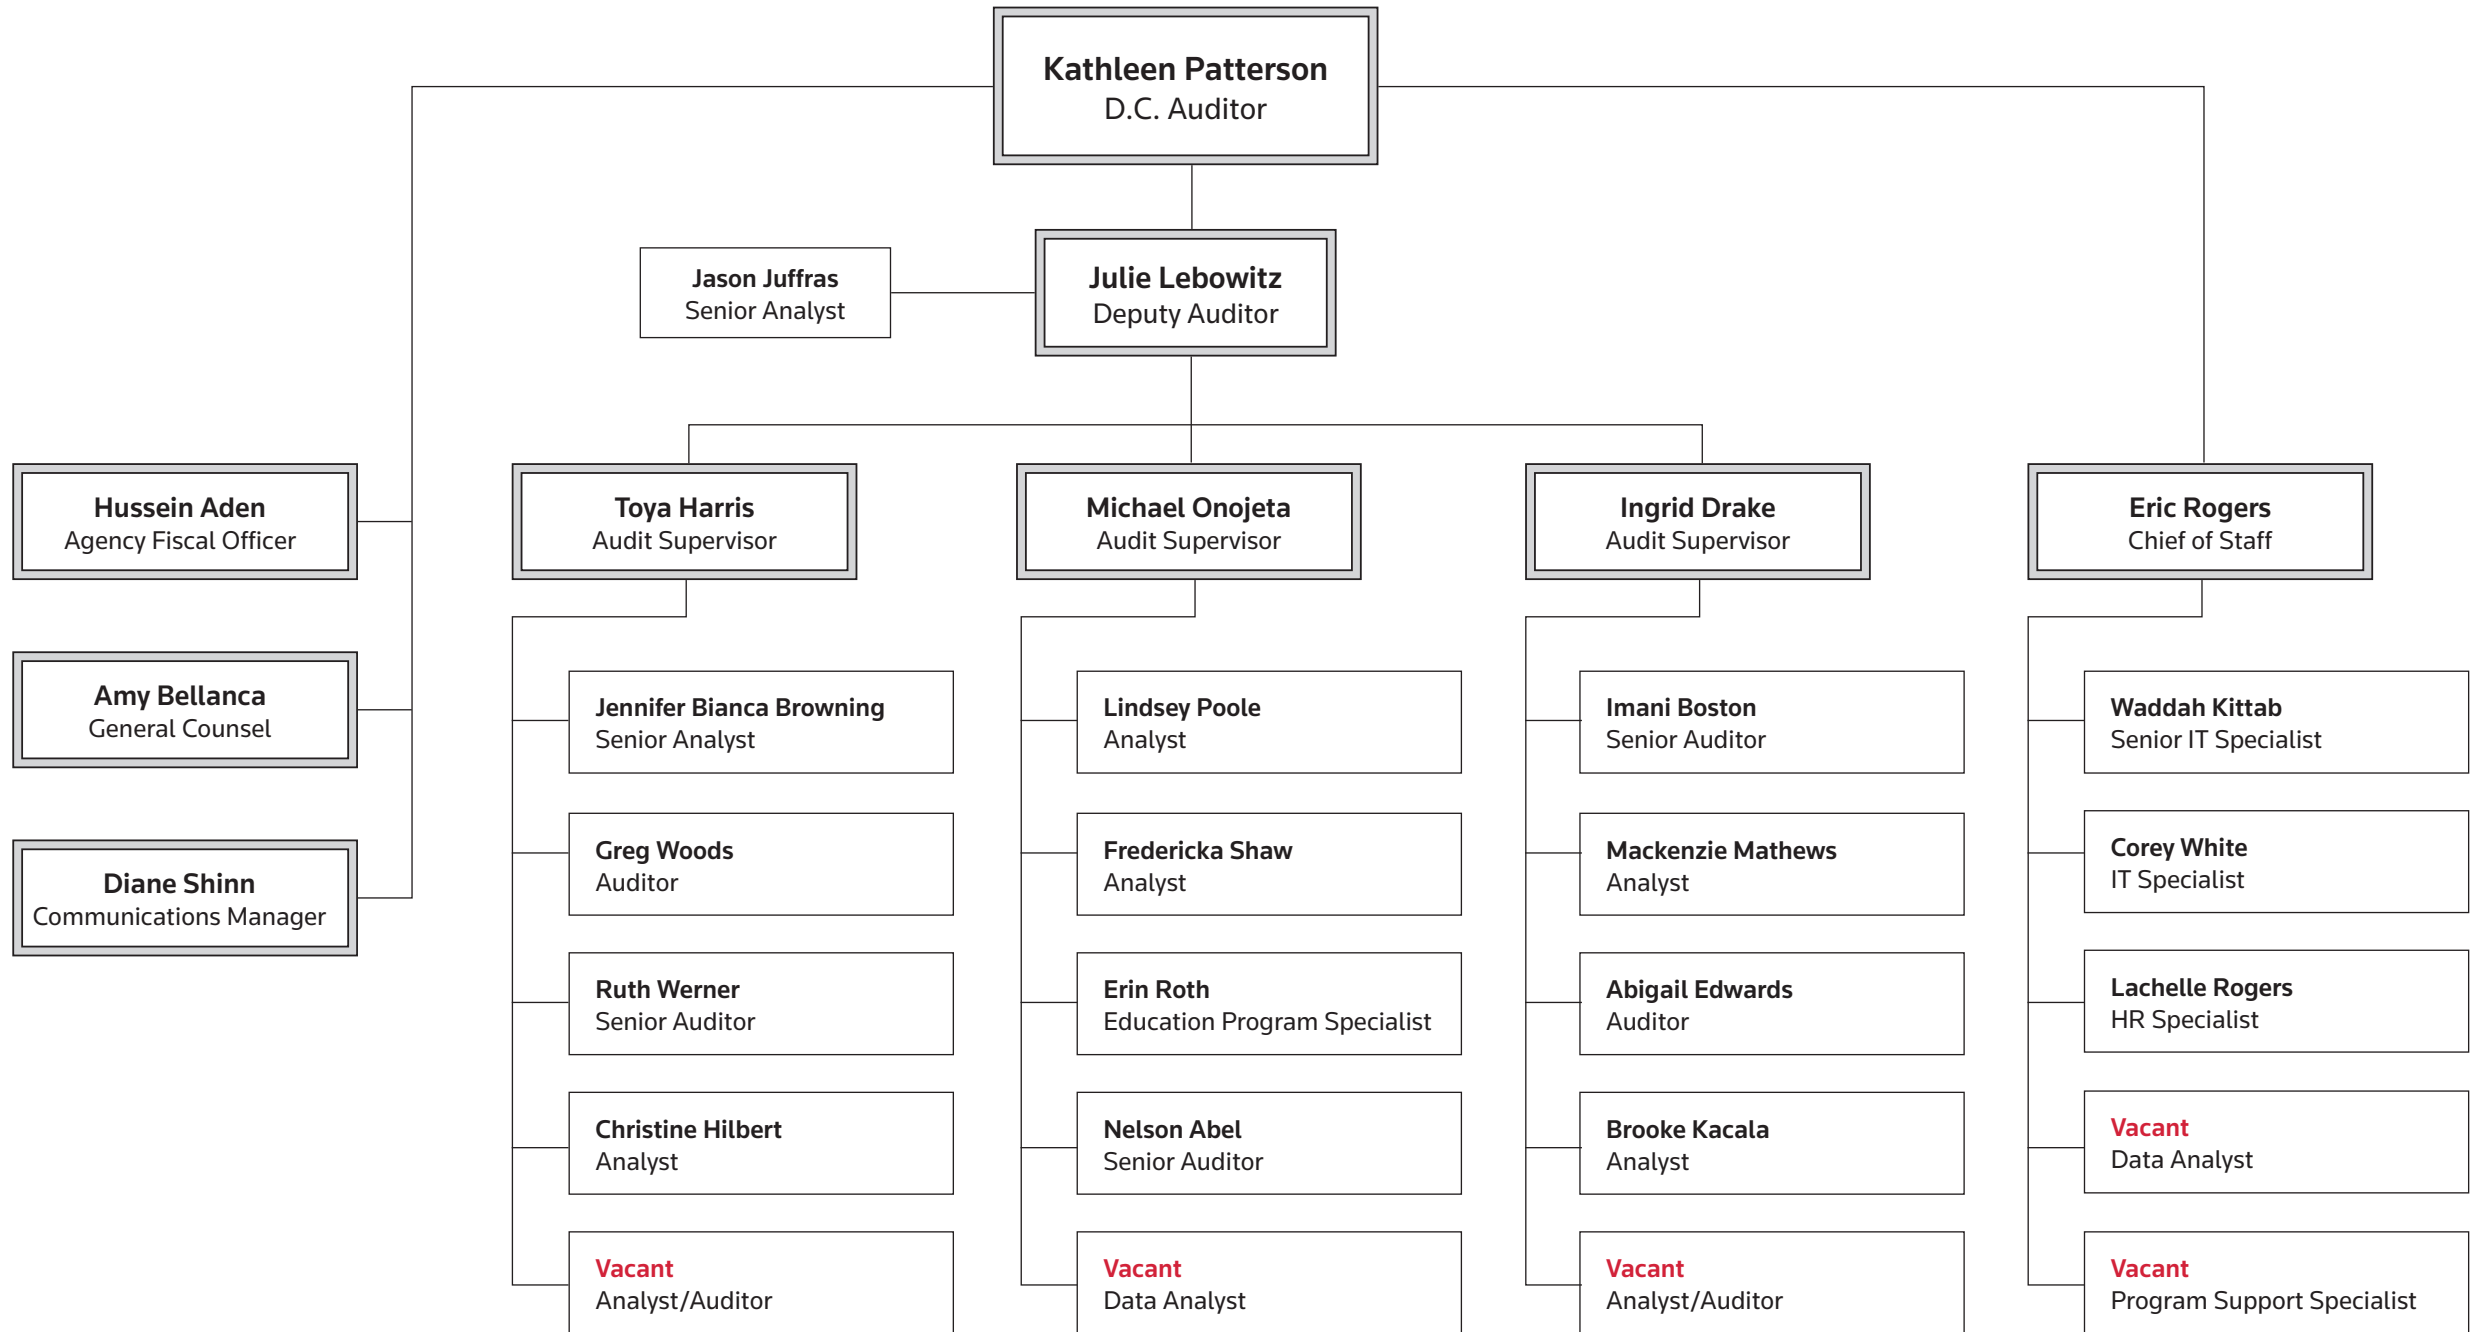 Kathleen Patterson
D.C. Auditor
Jason Juffras
Senior Analyst
Julie Lebowitz
Deputy Auditor
Hussein Aden
Agency Fiscal Officer
Amy Bellanca
General Counsel
Diane Shinn
Communications Manager
Toya Harris
Audit Supervisor
Jennifer Bianca Browning
Senior Analyst
Greg Woods
Auditor
Ruth Werner
Senior Auditor
Christine Hilbert
Analyst
Vacant
Analyst/Auditor
Michael Onojeta
Audit Supervisor
Lindsey Poole
Analyst
Fredericka Shaw
Analyst
Erin Roth
Education Program Specialist
Nelson Abel
Senior Auditor
Vacant
Data Analyst
Ingrid Drake
Audit Supervisor
Imani Boston
Senior Auditor
Mackenzie Mathews
Analyst
Abigail Edwards
Auditor
Brooke Kacala
Analyst
Vacant
Analyst/Auditor
Eric Rogers
Chief of Staff
Waddah Kittab
Senior IT Specialist
Corey White
IT Specialist
Lachelle Rogers
HR Specialist
Vacant
Data Analyst
Vacant
Program Support Specialist